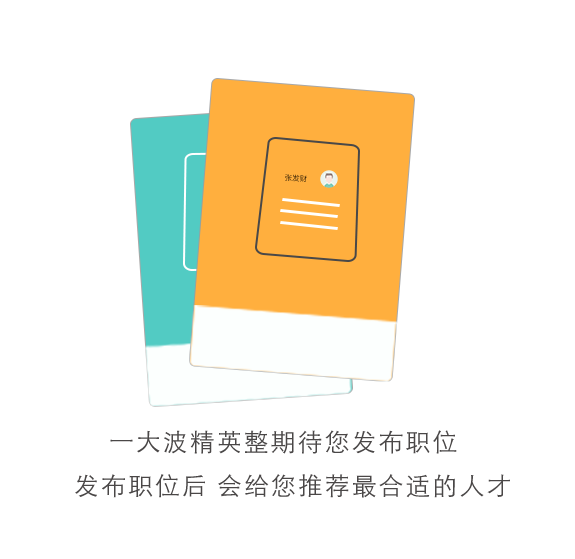 张发财
一大波精英整期待您发布职位
发布职位后 会给您推荐最合适的人才